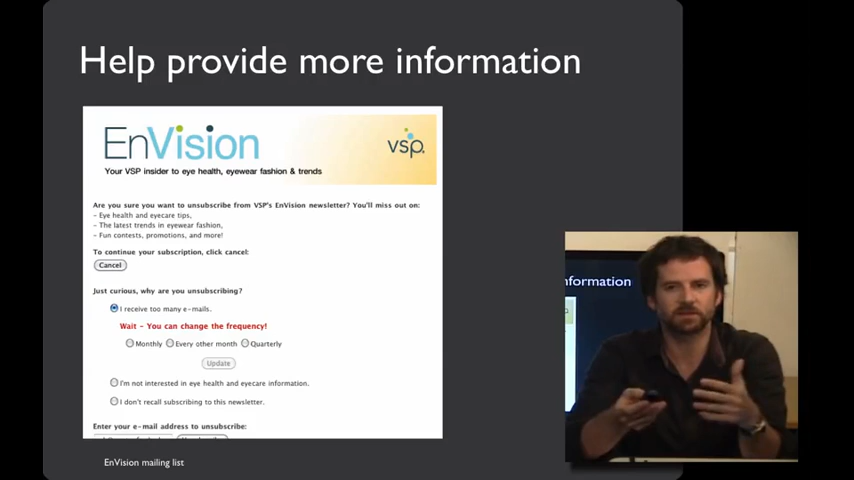 Help provide more information
EnVision
vsp.
Your VSP insider to eye health, eyewear fashion & trends
Are you sure you want to unsubscribe from VSP's EnVision newsletter? You'll miss out on:
- Eye health and eyecare tips,
- The latest trends in eyewear fashion,
- Fun contests, promotions, and more!
To continue your subscription, click cancel:
Cancel
Just curious, why are you unsubscribing?
I receive too many e-mails.
Wait - You can change the frequency!
Monthly Every other month Quarterly
Update
I'm not interested in eye health and eyecare information.
I don't recall subscribing to this newsletter.
Enter your e-mail address to unsubscribe:
EnVision mailing list
nformation